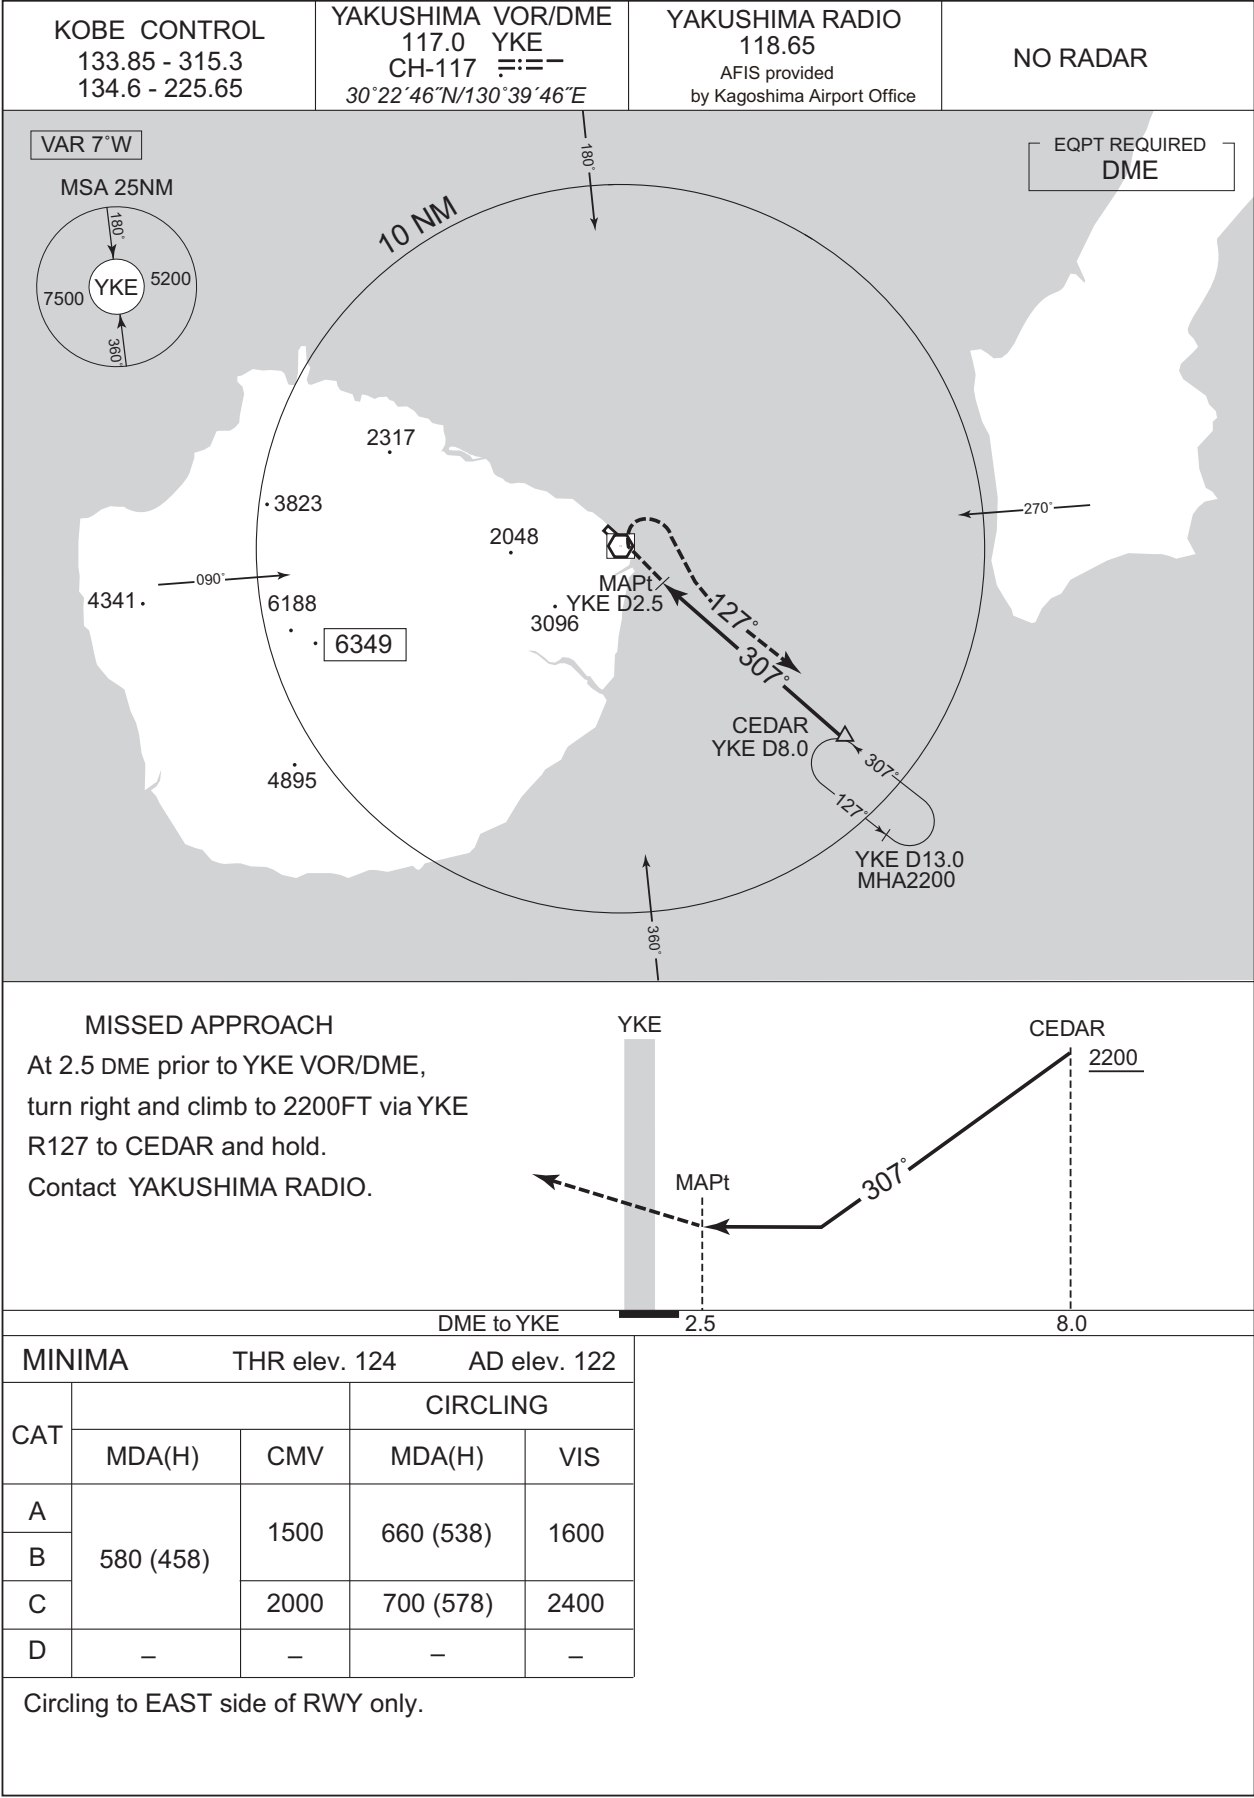 KOBE CONTROL
133.85 - 315.3
134.6 - 225.65
YAKUSHIMA VOR/DME
117.0 YKE
CH-117
30˚22´46˝N/130˚39´46˝E
YAKUSHIMA RADIO
118.65
AFIS provided
by Kagoshima Airport Office
NO RADAR
VAR 7˚W
MSA 25NM
180˚
7500
YKE
5200
360˚
EQPT REQUIRED
DME
180˚
10 NM
2317
3823
2048
270˚
090˚
4341
6188
6349
3096
4895
MAPt
YKE D2.5
127˚
307˚
CEDAR
YKE D8.0
307˚
127˚
YKE D13.0
MHA2200
360˚
MISSED APPROACH
At 2.5 DME prior to YKE VOR/DME,
turn right and climb to 2200FT via YKE
R127 to CEDAR and hold.
Contact YAKUSHIMA RADIO.
YKE
CEDAR
2200
MAPt
307˚
DME to YKE 2.5 8.0
MINIMA THR elev. 124 AD elev. 122
CAT
CIRCLING
MDA(H) CMV MDA(H) VIS
A
B
580 (458) 1500 660 (538) 1600
C 2000 700 (578) 2400
D – – – –
Circling to EAST side of RWY only.